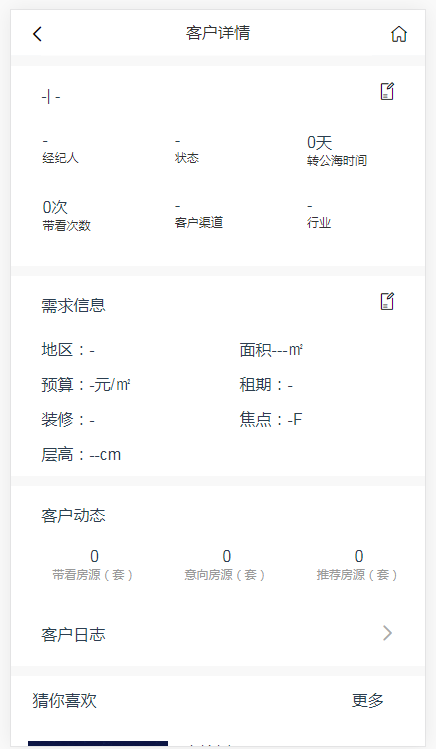 客户详情
-| -
- - 0天
经纪人 状态 转公海时间
0次 - -
带看次数 客户渠道 行业
需求信息
地区：- 面积---㎡
预算：-元/㎡ 租期：-
装修：- 焦点：-F
层高：--cm
客户动态
0 0 0
带看房源（套） 意向房源（套） 推荐房源（套）
客户日志
猜你喜欢 更多